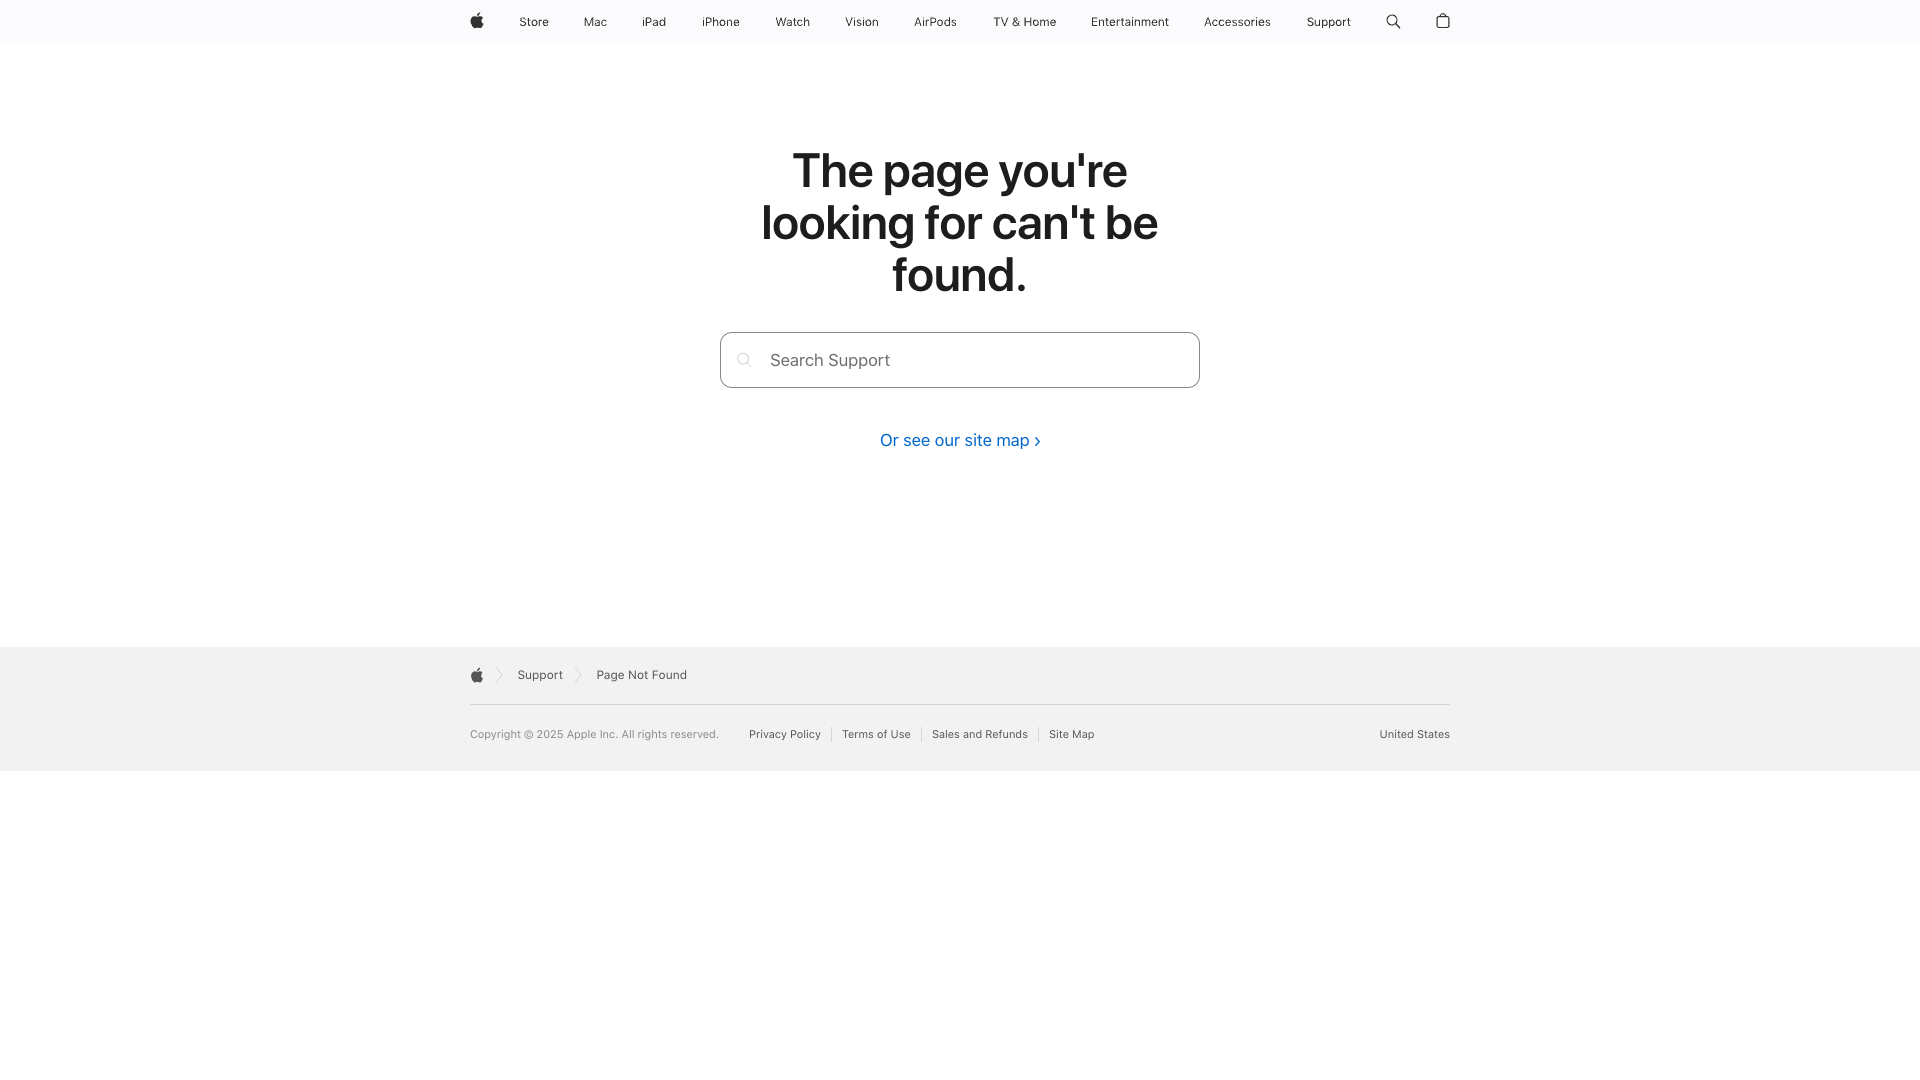 Store Mac iPad iPhone Watch Vision AirPods TV & Home Entertainment Accessories Support
The page you're
looking for can't be
found.
Search Support
Or see our site map ›
Support Page Not Found
Copyright © 2025 Apple Inc. All rights reserved. Privacy Policy Terms of Use Sales and Refunds Site Map United States